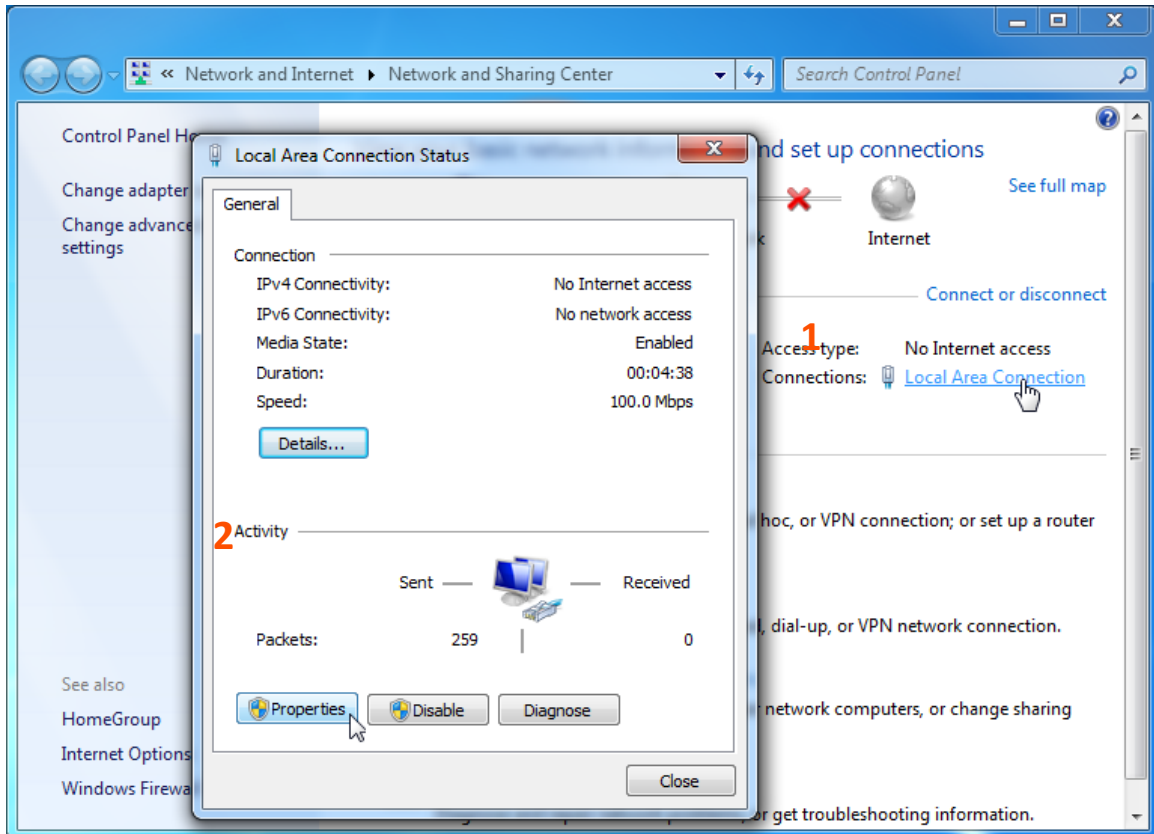 « Network and Internet ▸ Network and Sharing Center
Search Control Panel
Control Panel
Change adapter
Change advance
settings
See also
HomeGroup
Internet Options
Windows Firewa
Local Area Connection Status
General
Connection
IPv4 Connectivity: No Internet access
IPv6 Connectivity: No network access
Media State: Enabled
Duration: 00:04:38
Speed: 100.0 Mbps
Details...
2
Activity
Sent Received
Packets: 259 0
Properties Disable Diagnose
Close
nd set up connections
See full map
Internet
Connect or disconnect
1
Access type: No Internet access
Connections: Local Area Connection
hoc, or VPN connection; or set up a router
, dial-up, or VPN network connection.
network computers, or change sharing
or get troubleshooting information.